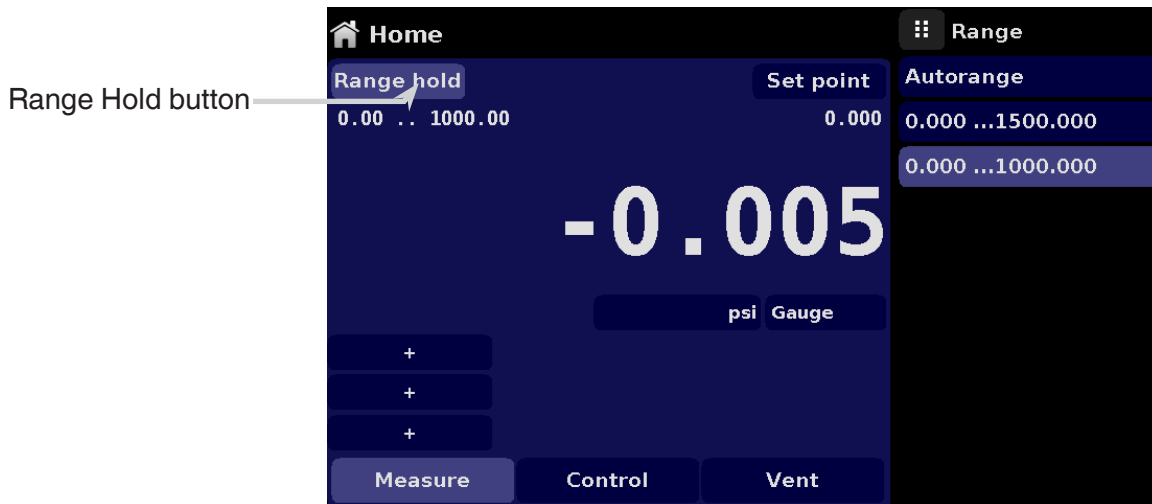 Home
Range
Range hold
Set point
Autorange
Range Hold button
0.00 .. 1000.00
0.000
0.000 ...1500.000
0.000 ...1000.000
-0.005
psi
Gauge
+
+
+
Measure
Control
Vent